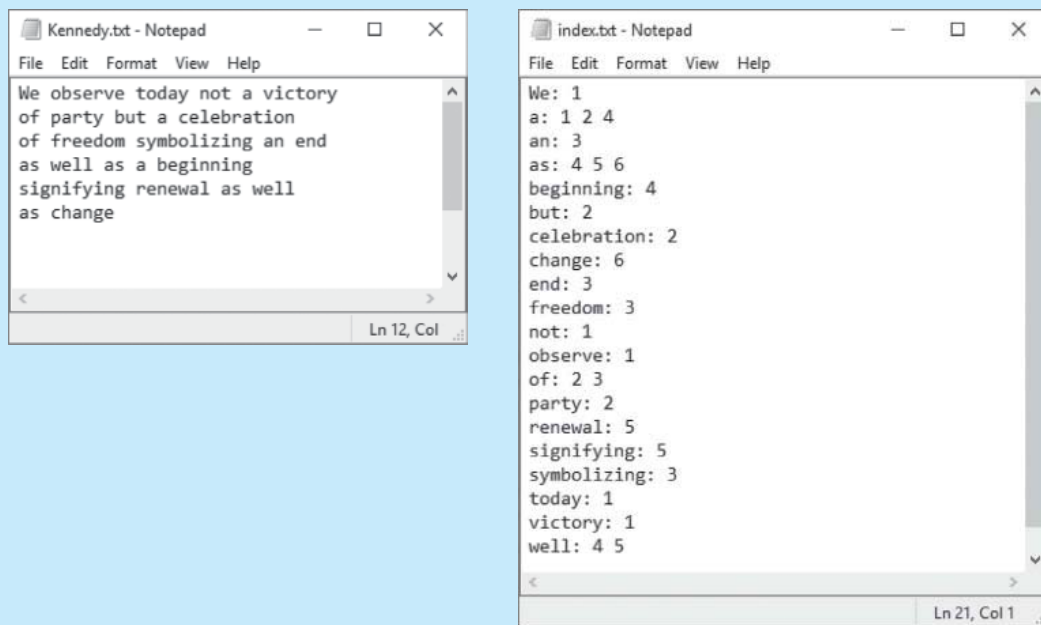 Kennedy.txt - Notepad
File Edit Format View Help
We observe today not a victory
of party but a celebration
of freedom symbolizing an end
as well as a beginning
signifying renewal as well
as change
Ln 12, Col
index.txt - Notepad
File Edit Format View Help
We: 1
a: 1 2 4
an: 3
as: 4 5 6
beginning: 4
but: 2
celebration: 2
change: 6
end: 3
freedom: 3
not: 1
observe: 1
of: 2 3
party: 2
renewal: 5
signifying: 5
symbolizing: 3
today: 1
victory: 1
well: 4 5
Ln 21, Col 1